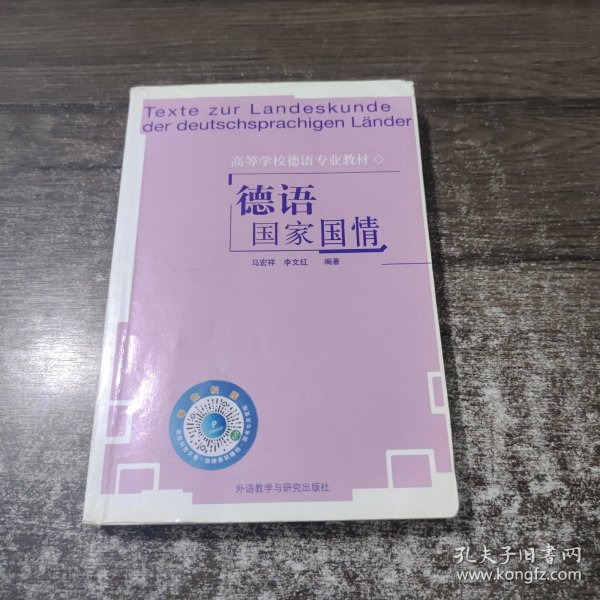 Texte zur Landeskunde
der deutschsprachigen Länder
高等学校德语专业教材◇
德语
国家国情
马宏祥 李文红 编著
P
外语教学与研究出版社
孔夫子旧书网
www.kongfz.com